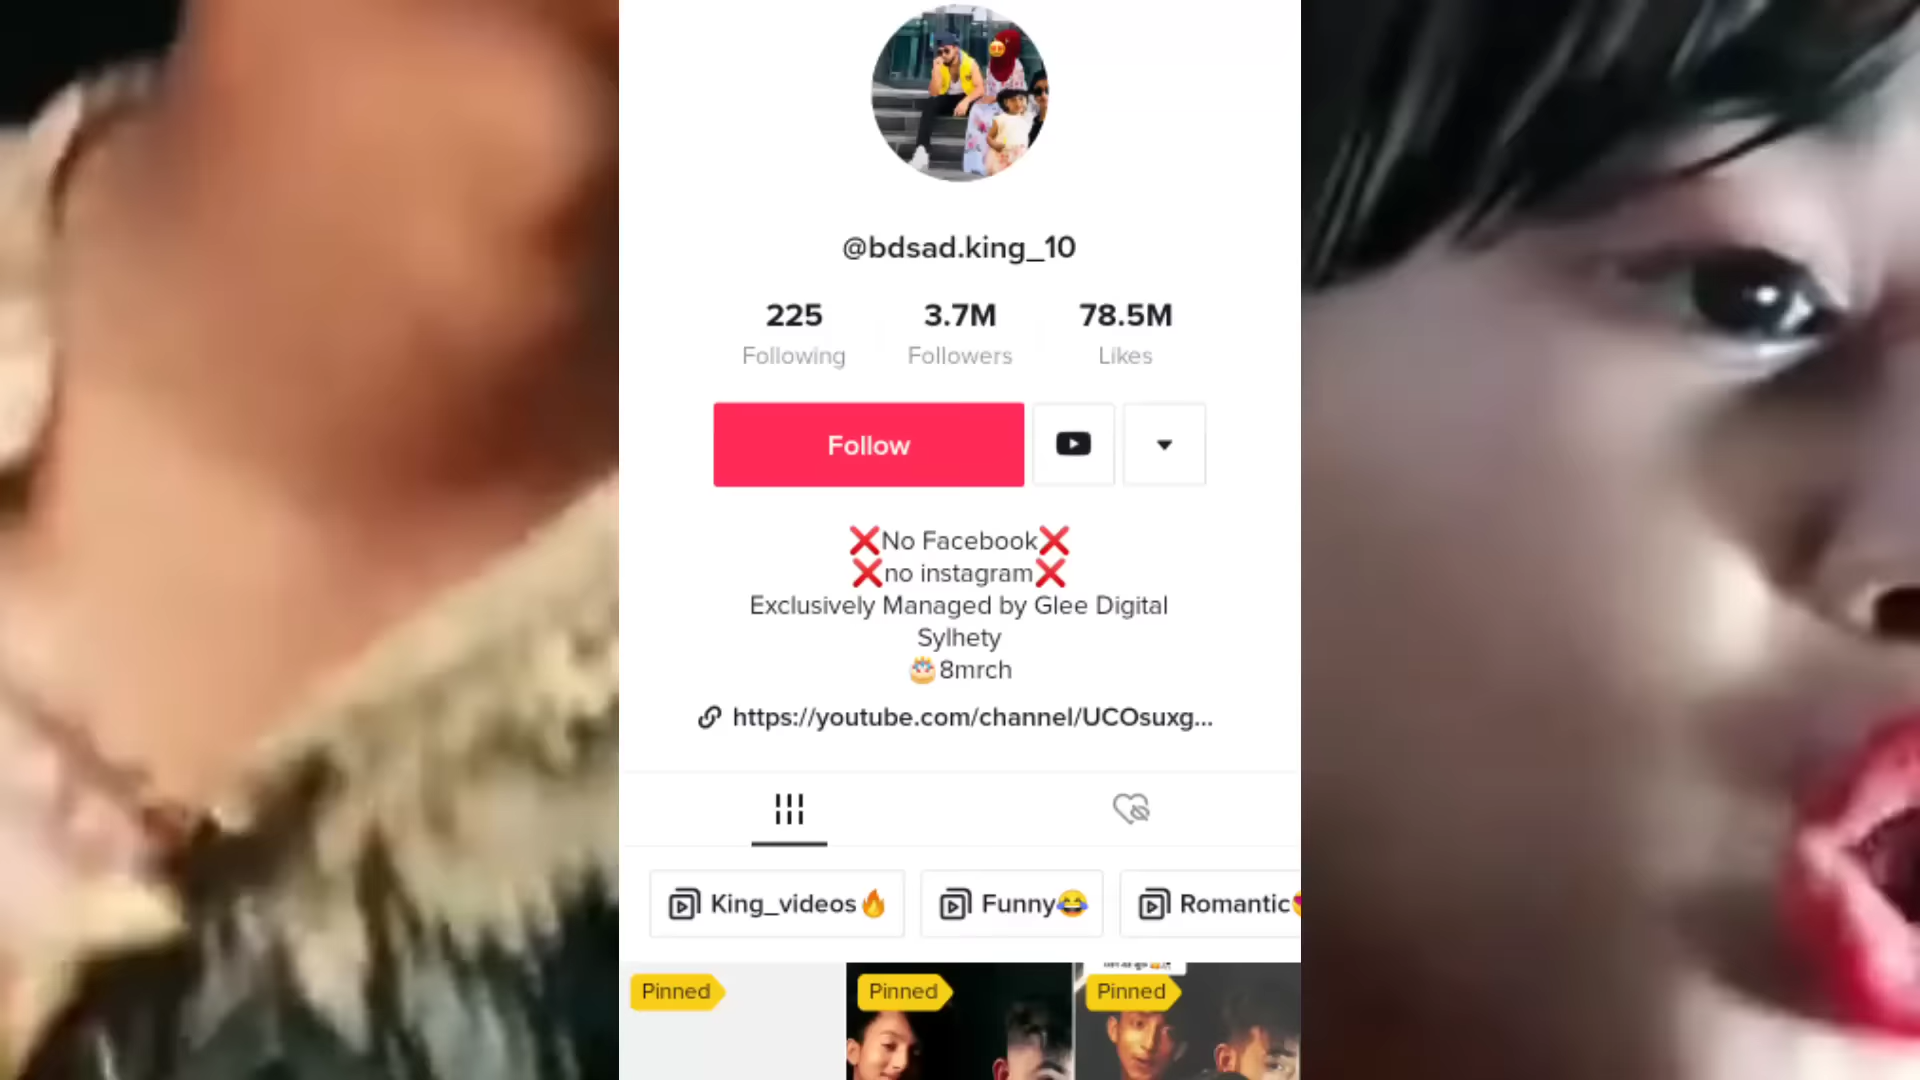 @bdsad.king_10
225
3.7M
78.5M
Following
Followers
Likes
Follow
❌No Facebook❌
❌no instagram❌
Exclusively Managed by Glee Digital
Sylhety
🎂8mrch
https://youtube.com/channel/UCOsuxg...
King_videos🔥
Funny😂
Romantic
Pinned
Pinned
Pinned